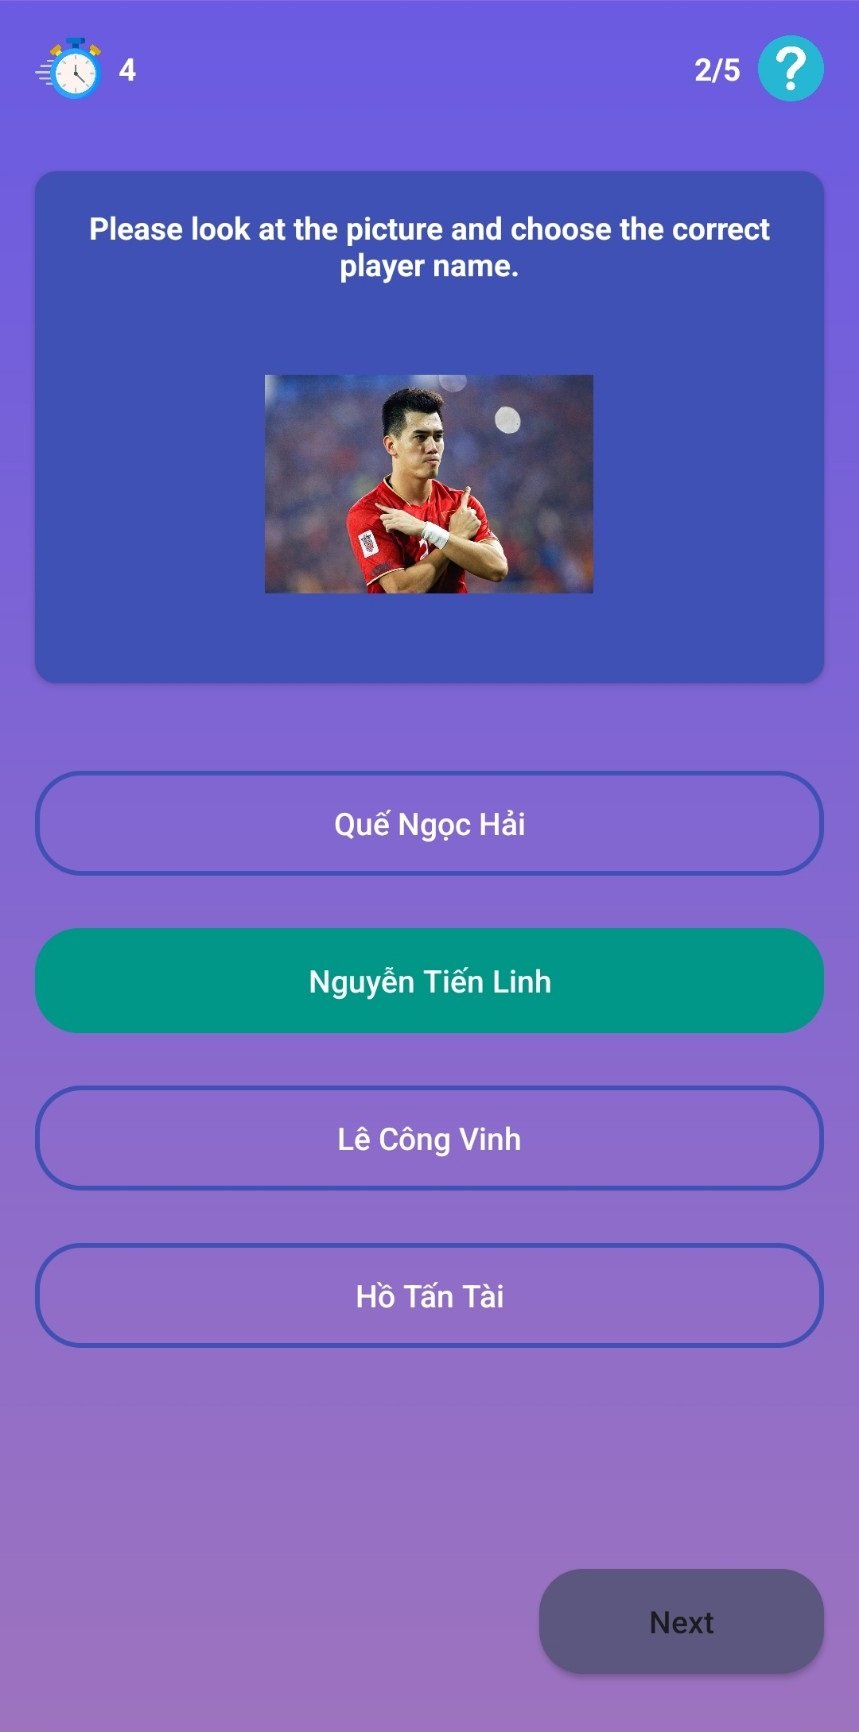 4
2/5
Please look at the picture and choose the correct
player name.
Quế Ngọc Hải
Nguyễn Tiến Linh
Lê Công Vinh
Hồ Tấn Tài
Next